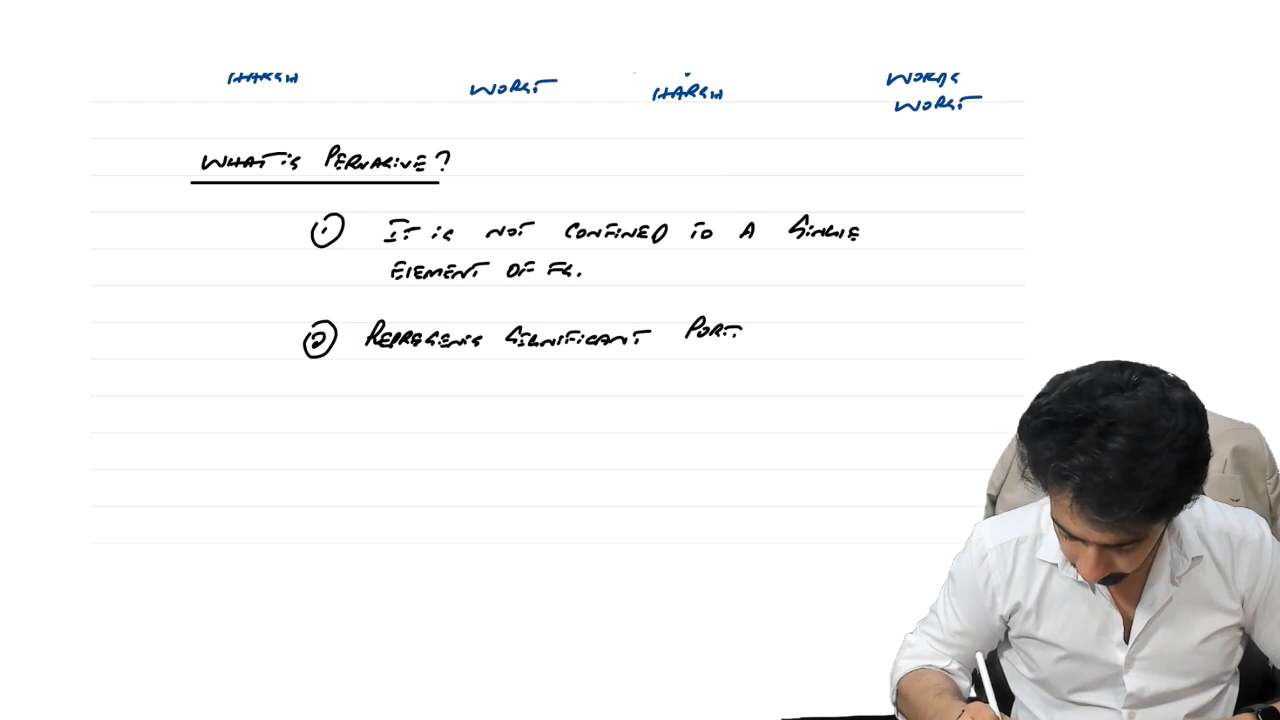 HARSH WORST HARSH WORDS
WORST
WHAT IS PERVASIVE?
① IT IS NOT CONFINED TO A SINGLE
ELEMENT OF FS.
② REPRESENTS SIGNIFICANT PORT